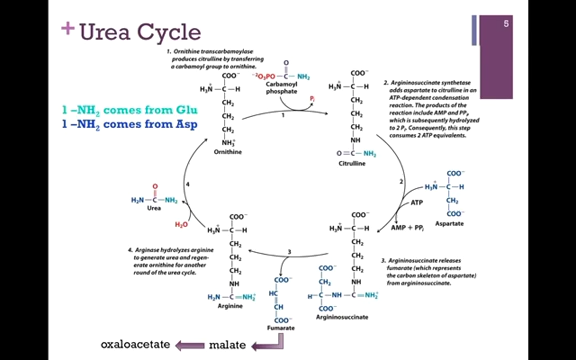 + Urea Cycle
5
1. Ornithine transcarbamoylase
produces citrulline by transferring
a carbamoyl group to ornithine.
COO⁻
H₃N⁺—C—H
CH₂
CH₂
CH₂
NH₃⁺
Ornithine
O
⁻²O₃PO—C—NH₂
Carbamoyl
phosphate
Pᵢ
1
COO⁻
H₃N⁺—C—H
CH₂
CH₂
CH₂
NH
O=C—NH₂
Citrulline
2. Argininosuccinate synthetase
adds aspartate to citrulline in an
ATP-dependent condensation
reaction. The products of the
reaction include AMP and PPᵢ,
which is subsequently hydrolyzed
to 2 Pᵢ. Consequently, this step
consumes 2 ATP equivalents.
1 –NH₂ comes from Glu
1 –NH₂ comes from Asp
2
COO⁻
H₃N⁺—C—H
CH₂
COO⁻
Aspartate
ATP
AMP + PPᵢ
4
O
H₂N—C—NH₂
Urea
H₂O
4. Arginase hydrolyzes arginine
to generate urea and regen-
erate ornithine for another
round of the urea cycle.
COO⁻
H₃N⁺—C—H
CH₂
CH₂
CH₂
NH
H₂N—C=NH₂⁺
Arginine
3
COO⁻
HC
CH
COO⁻
Fumarate
COO⁻
H₃N⁺—C—H
CH₂
CH₂
CH₂
NH
COO⁻
CH₂
H—C—NH—C=NH₂⁺
COO⁻
Argininosuccinate
3. Argininosuccinate releases
fumarate (which represents
the carbon skeleton of aspartate)
from argininosuccinate.
oxaloacetate malate